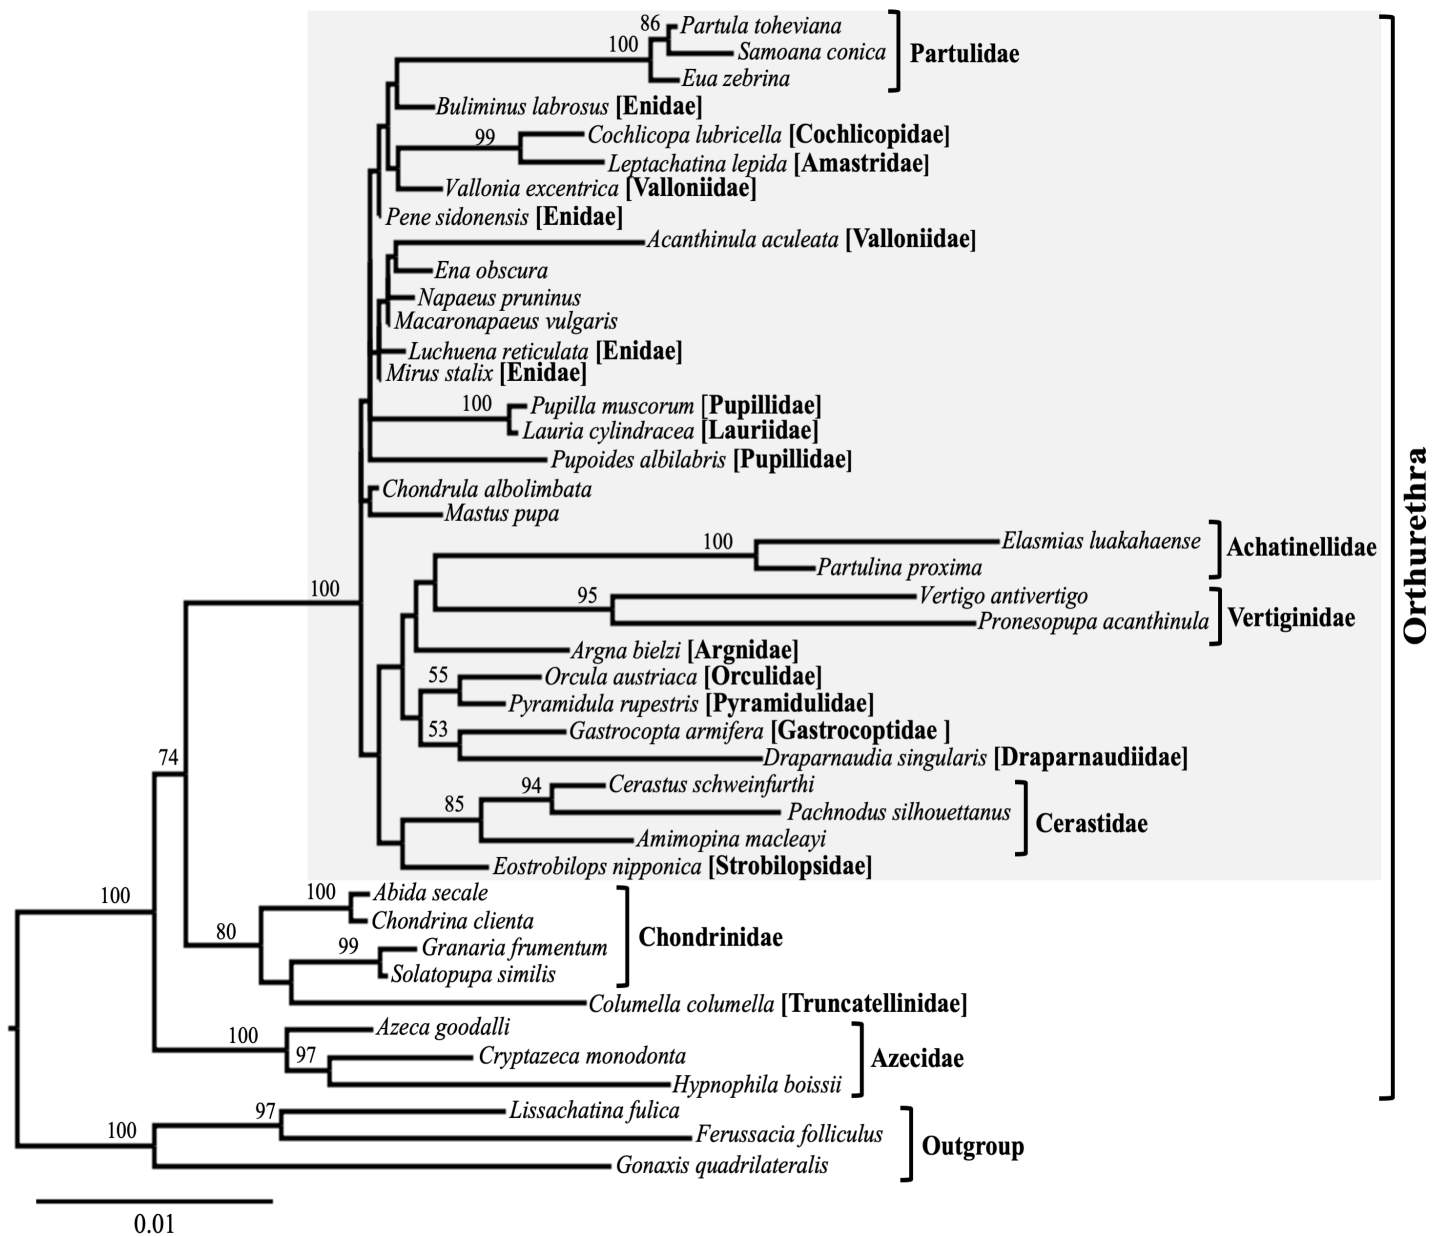 86
Partula toheviana
100
Samoana conica
Partulidae
Eua zebrina
Buliminus labrosus [Enidae]
99
Cochlicopa lubricella [Cochlicopidae]
Leptachatina lepida [Amastridae]
Vallonia excentrica [Valloniidae]
Pene sidonensis [Enidae]
Acanthinula aculeata [Valloniidae]
Ena obscura
Napaeus pruninus
Macaronapaeus vulgaris
Luchuena reticulata [Enidae]
Mirus stalix [Enidae]
100
Pupilla muscorum [Pupillidae]
Lauria cylindracea [Lauriidae]
Pupoides albilabris [Pupillidae]
Chondrula albolimbata
Mastus pupa
100
Elasmias luakahaense
Achatinellidae
Partulina proxima
100
95
Vertigo antivertigo
Pronesopupa acanthinula
Vertiginidae
Orthurethra
Argna bielzi [Argnidae]
55
Orcula austriaca [Orculidae]
Pyramidula rupestris [Pyramidulidae]
53
Gastrocopta armifera [Gastrocoptidae ]
74
Draparnaudia singularis [Draparnaudiidae]
94
Cerastus schweinfurthi
85
Pachnodus silhouettanus
Cerastidae
Amimopina macleayi
Eostrobilops nipponica [Strobilopsidae]
100
100
Abida secale
Chondrina clienta
80
Chondrinidae
99
Granaria frumentum
Solatopupa similis
Columella columella [Truncatellinidae]
100
Azeca goodalli
97
Cryptazeca monodonta
Azecidae
Hypnophila boissii
97
Lissachatina fulica
100
Ferussacia folliculus
Outgroup
Gonaxis quadrilateralis
0.01